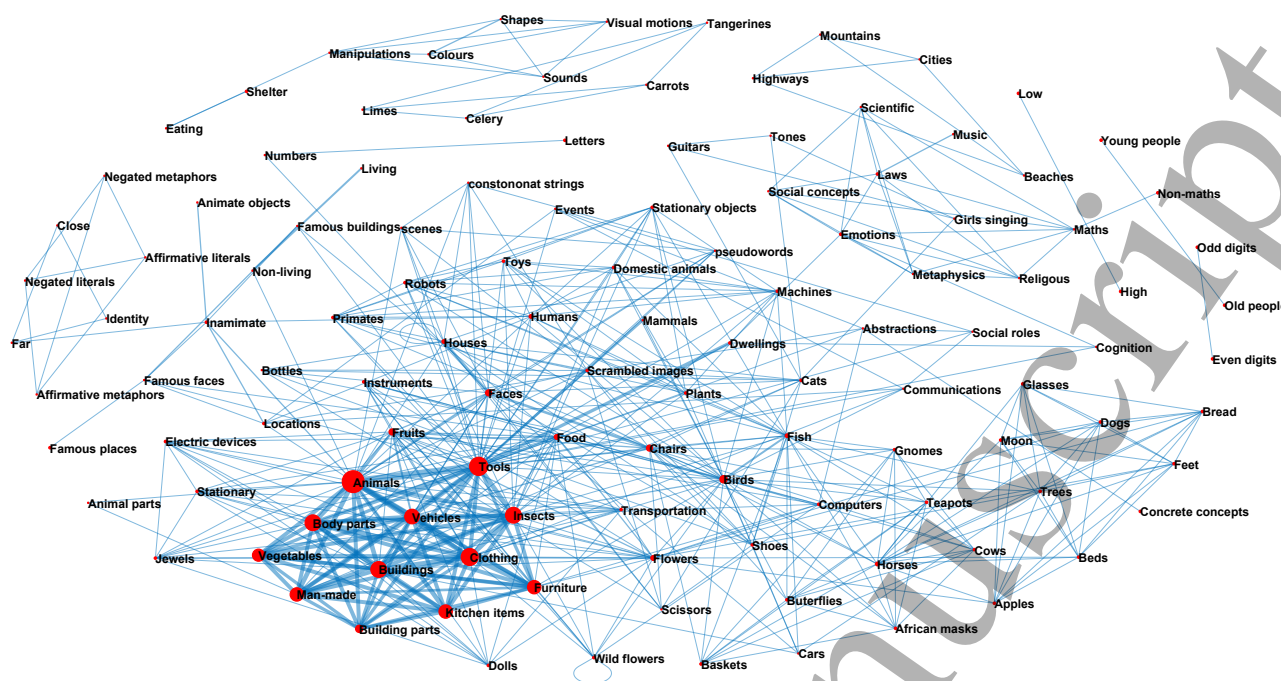 Shapes
Visual motions
Tangerines
Mountains
Manipulations
Colours
Cities
Sounds
Highways
Carrots
Shelter
Low
Limes
Scientific
Celery
Eating
Music
Tones
Young people
Letters
Guitars
Numbers
Living
Laws
Negated metaphors
Beaches
constononat strings
Social concepts
Non-maths
Animate objects
Events
Stationary objects
Close
Famous buildings
scenes
Girls singing
Maths
Emotions
Odd digits
Affirmative literals
Toys
pseudowords
Non-living
Domestic animals
Metaphysics
Religous
Negated literals
Robots
Machines
High
Old people
Identity
Inamimate
Primates
Humans
Mammals
Abstractions
Social roles
Far
Houses
Dwellings
Cognition
Even digits
Bottles
Scrambled images
Famous faces
Instruments
Cats
Affirmative metaphors
Faces
Plants
Communications
Glasses
Bread
Locations
Dogs
Famous places
Electric devices
Fruits
Food
Chairs
Fish
Gnomes
Moon
Feet
Tools
Animals
Birds
Stationary
Trees
Animal parts
Computers
Teapots
Concrete concepts
Body parts
Vehicles
Insects
Transportation
Jewels
Vegetables
Clothing
Flowers
Shoes
Cows
Beds
Buildings
Horses
Furniture
Man-made
Kitchen items
Scissors
Buterflies
Apples
Building parts
African masks
Dolls
Wild flowers
Baskets
Cars
nuscript